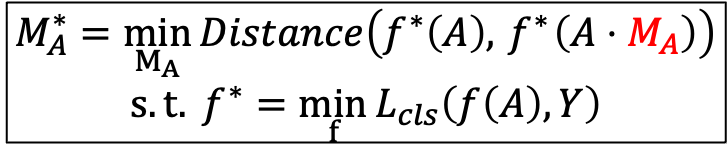 M_A^* = min_{M_A} Distance(f^*(A), f^*(A · M_A))
s.t. f^* = min_f L_{cls}(f(A), Y)